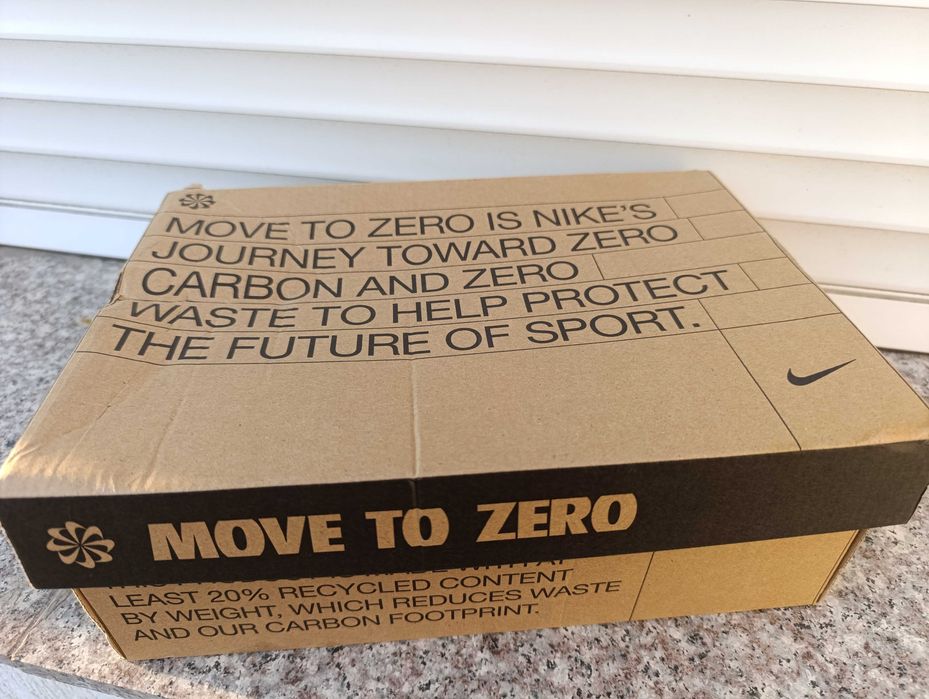 MOVE TO ZERO IS NIKE'S
JOURNEY TOWARD ZERO
CARBON AND ZERO
WASTE TO HELP PROTECT
THE FUTURE OF SPORT.
MOVE TO ZERO
LEAST 20% RECYCLED CONTENT
BY WEIGHT, WHICH REDUCES WASTE
AND OUR CARBON FOOTPRINT.